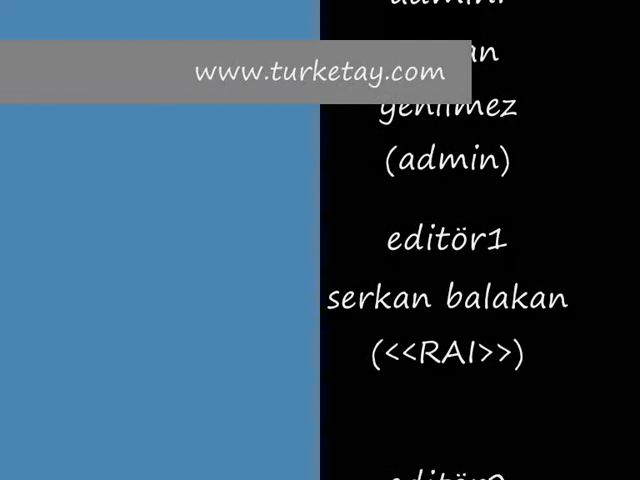 www.turketay.com
yenilmez
(admin)
editör1
serkan balakan
(<<RAI>>)